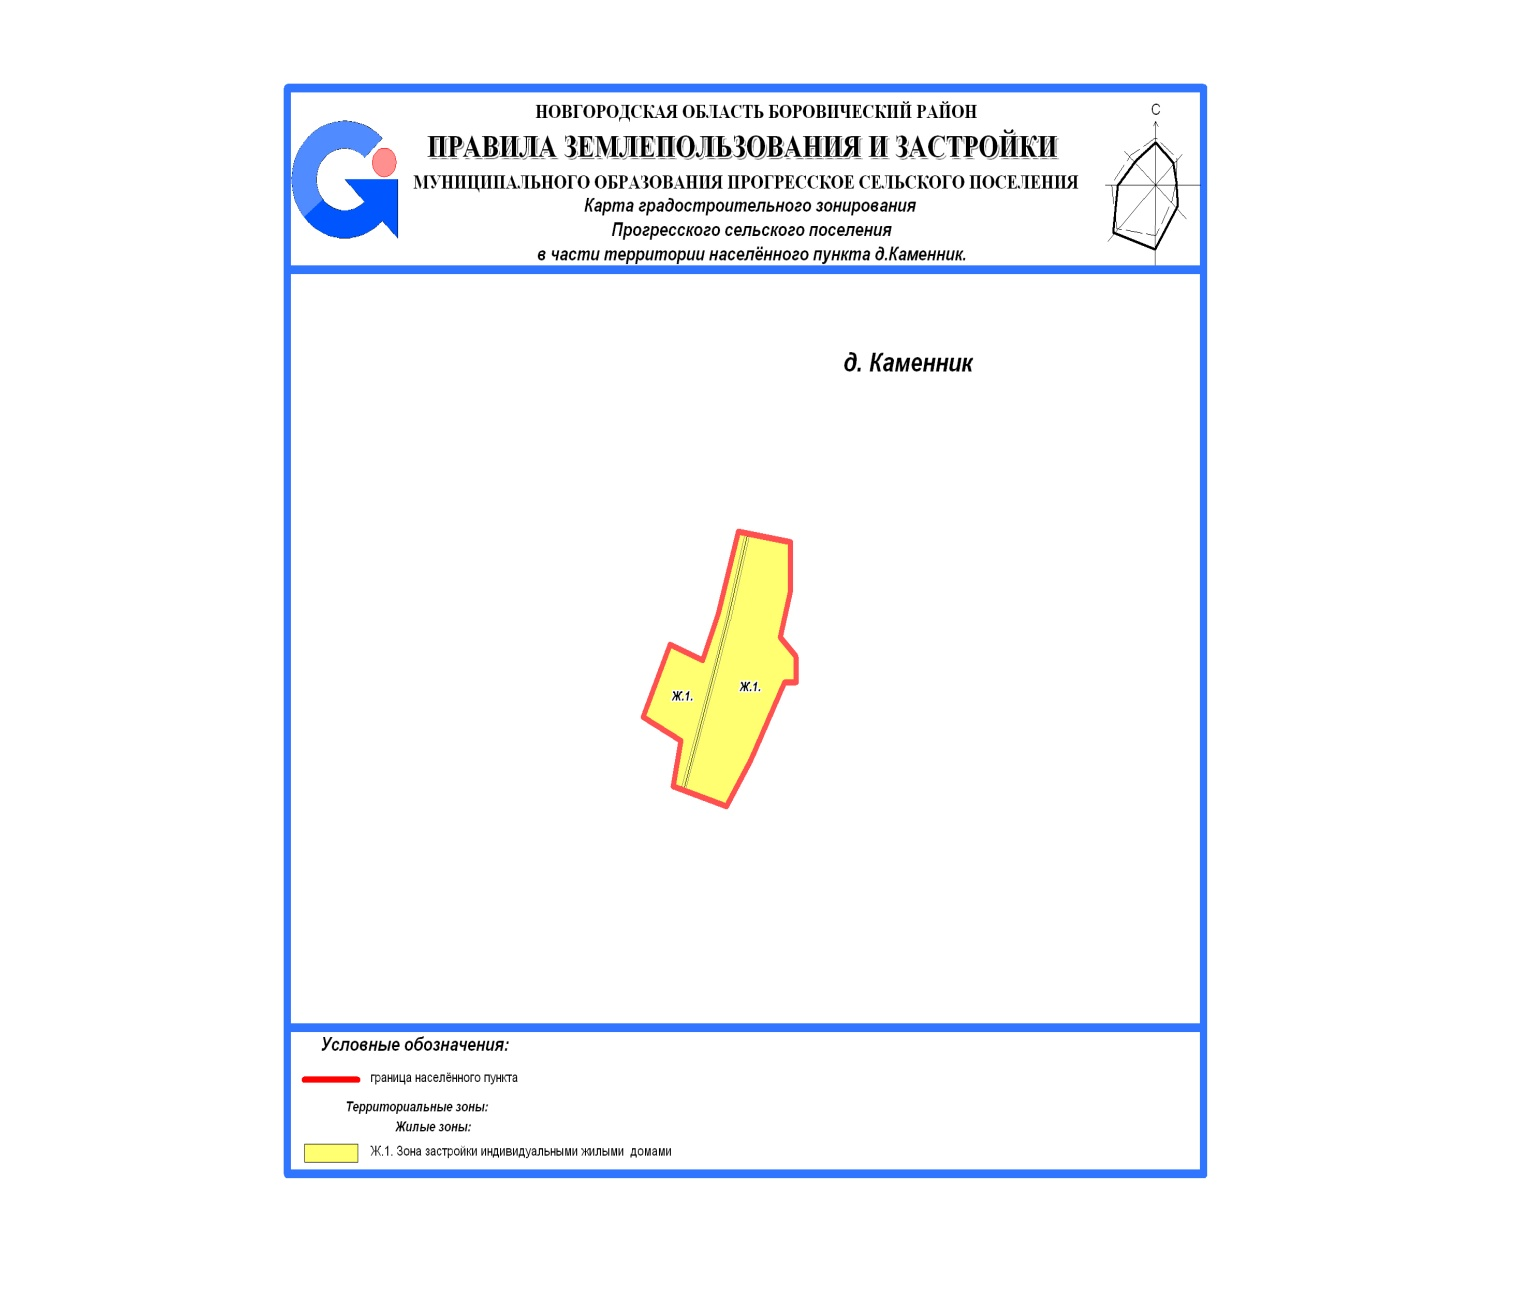 НОВГОРОДСКАЯ ОБЛАСТЬ БОРОВИЧЕСКИЙ РАЙОН
С
ПРАВИЛА ЗЕМЛЕПОЛЬЗОВАНИЯ И ЗАСТРОЙКИ
МУНИЦИПАЛЬНОГО ОБРАЗОВАНИЯ ПРОГРЕССКОЕ СЕЛЬСКОГО ПОСЕЛЕНИЯ
Карта градостроительного зонирования
Прогресского сельского поселения
в части территории населённого пункта д.Каменник.
д. Каменник
Ж.1.
Ж.1.
Условные обозначения:
граница населённого пункта
Территориальные зоны:
Жилые зоны:
Ж.1. Зона застройки индивидуальными жилыми домами